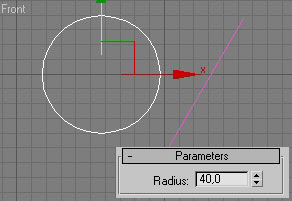 Front
x
- Parameters
Radius: 40,0